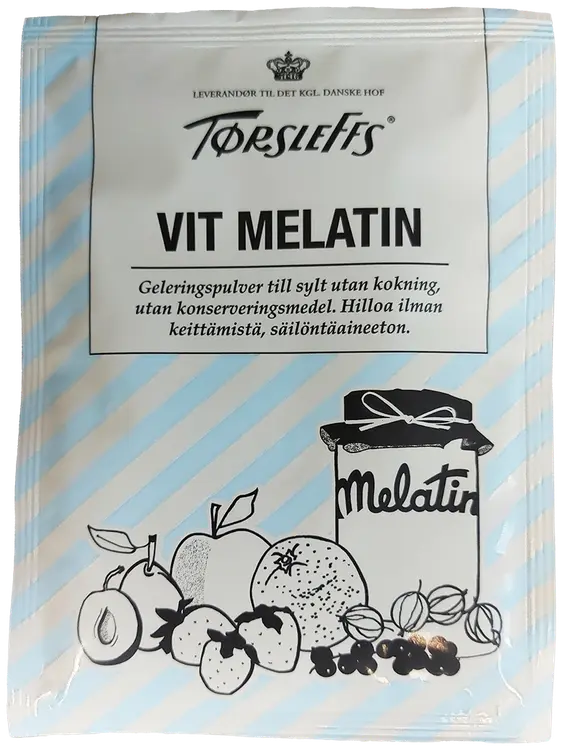 LEVERANDØR TIL DET KGL. DANSKE HOF
TØRSLEFFS®
VIT MELATIN
Geleringspulver till sylt utan kokning,
utan konserveringsmedel. Hilloa ilman
keittämistä, säilöntäaineeton.
Melatin